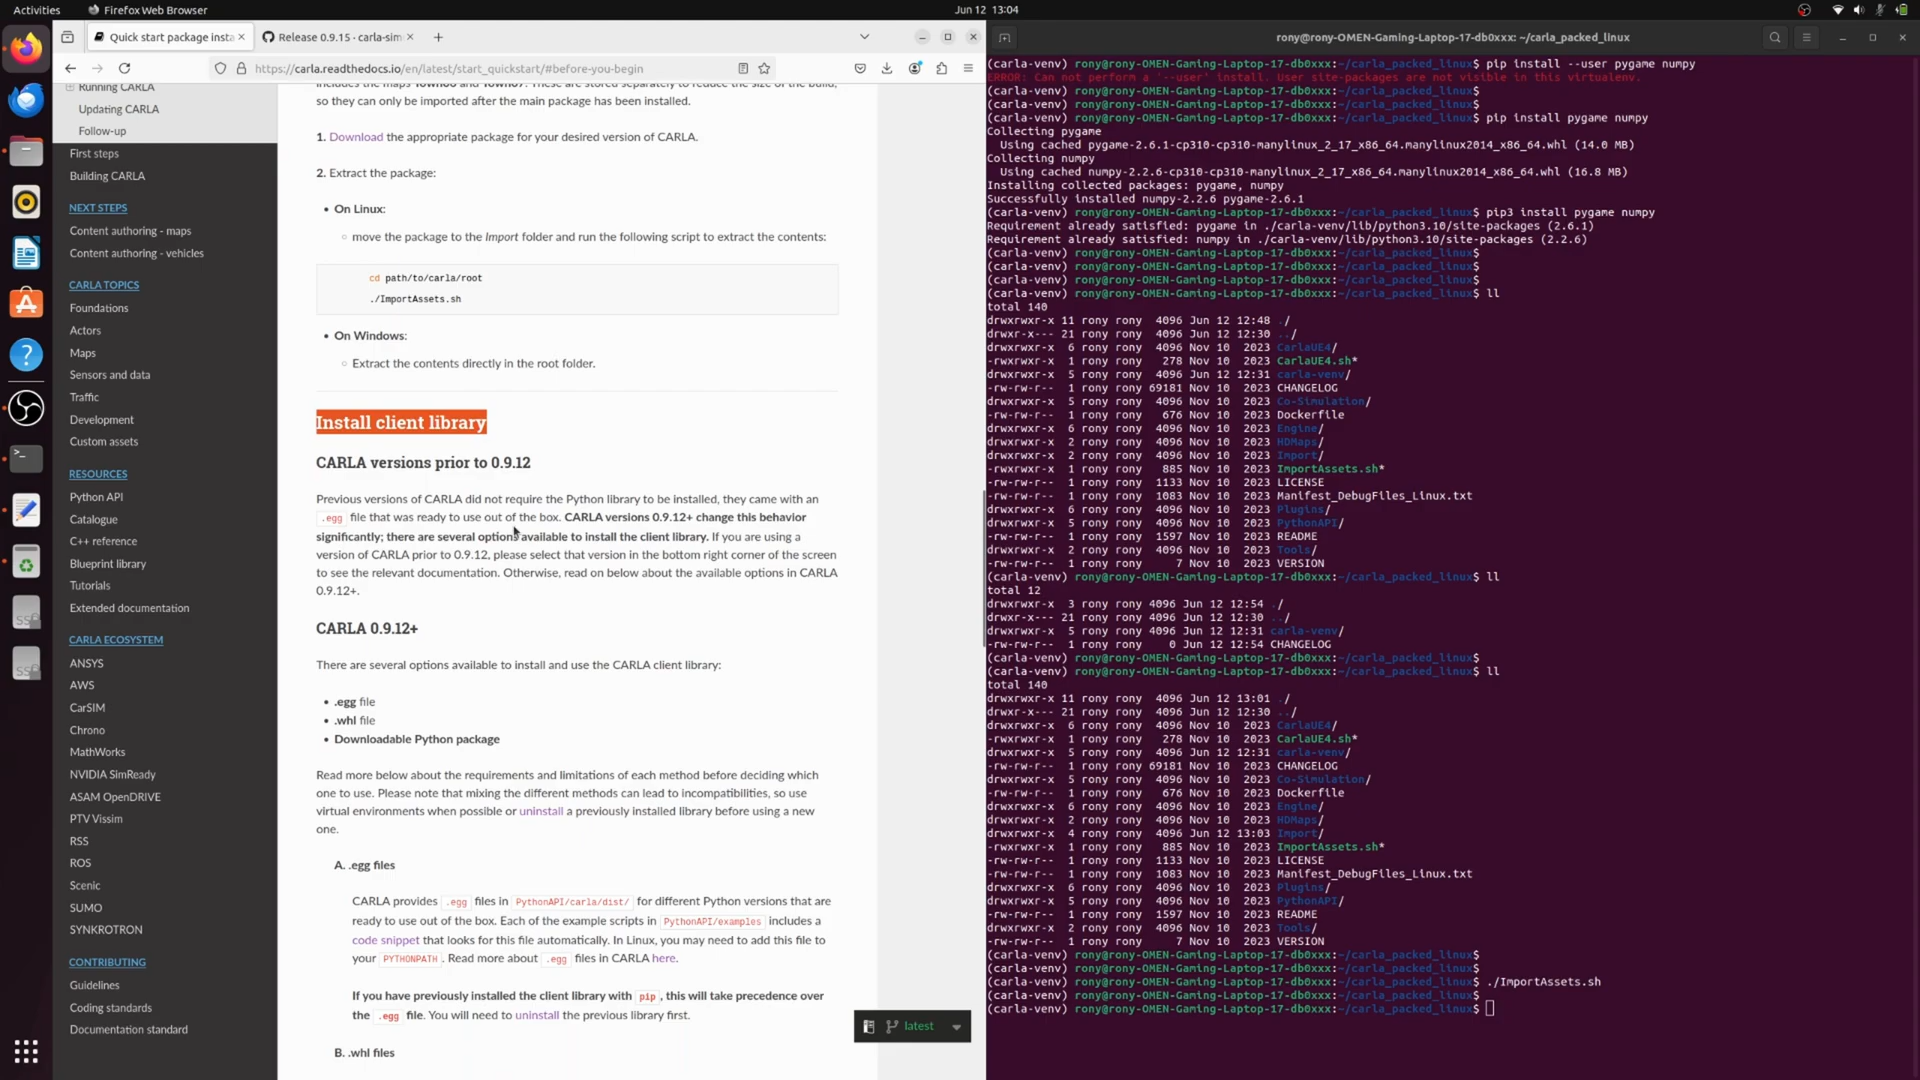 Activities
Firefox Web Browser
Jun 12 13:04
Quick start package insta
Release 0.9.15 - carla-sim
https://carla.readthedocs.io/en/latest/start_quickstart/#before-you-begin
Running CARLA
Updating CARLA
Follow-up
First steps
Building CARLA
NEXT STEPS
Content authoring - maps
Content authoring - vehicles
CARLA TOPICS
Foundations
Actors
Maps
Sensors and data
Traffic
Development
Custom assets
RESOURCES
Python API
Catalogue
C++ reference
Blueprint library
Tutorials
Extended documentation
CARLA ECOSYSTEM
ANSYS
AWS
CarSIM
Chrono
MathWorks
NVIDIA SimReady
ASAM OpenDRIVE
PTV Vissim
RSS
ROS
Scenic
SUMO
SYNKROTRON
CONTRIBUTING
Guidelines
Coding standards
Documentation standard
so they can only be imported after the main package has been installed.
1. Download the appropriate package for your desired version of CARLA.
2. Extract the package:
• On Linux:
◦ move the package to the Import folder and run the following script to extract the contents:
cd path/to/carla/root
./ImportAssets.sh
• On Windows:
◦ Extract the contents directly in the root folder.
Install client library
CARLA versions prior to 0.9.12
Previous versions of CARLA did not require the Python library to be installed, they came with an
.egg file that was ready to use out of the box. CARLA versions 0.9.12+ change this behavior
significantly; there are several options available to install the client library. If you are using a
version of CARLA prior to 0.9.12, please select that version in the bottom right corner of the screen
to see the relevant documentation. Otherwise, read on below about the available options in CARLA
0.9.12+.
CARLA 0.9.12+
There are several options available to install and use the CARLA client library:
• .egg file
• .whl file
• Downloadable Python package
Read more below about the requirements and limitations of each method before deciding which
one to use. Please note that mixing the different methods can lead to incompatibilities, so use
virtual environments when possible or uninstall a previously installed library before using a new
one.
A. .egg files
CARLA provides .egg files in PythonAPI/carla/dist/ for different Python versions that are
ready to use out of the box. Each of the example scripts in PythonAPI/examples includes a
code snippet that looks for this file automatically. In Linux, you may need to add this file to
your PYTHONPATH. Read more about .egg files in CARLA here.
If you have previously installed the client library with pip, this will take precedence over
the .egg file. You will need to uninstall the previous library first.
B. .whl files
latest
rony@rony-OMEN-Gaming-Laptop-17-db0xxx: ~/carla_packed_linux
(carla-venv) rony@rony-OMEN-Gaming-Laptop-17-db0xxx:~/carla_packed_linux$ pip install --user pygame numpy
ERROR: Can not perform a '--user' install. User site-packages are not visible in this virtualenv.
(carla-venv) rony@rony-OMEN-Gaming-Laptop-17-db0xxx:~/carla_packed_linux$
(carla-venv) rony@rony-OMEN-Gaming-Laptop-17-db0xxx:~/carla_packed_linux$
(carla-venv) rony@rony-OMEN-Gaming-Laptop-17-db0xxx:~/carla_packed_linux$ pip install pygame numpy
Collecting pygame
Using cached pygame-2.6.1-cp310-cp310-manylinux_2_17_x86_64.manylinux2014_x86_64.whl (14.0 MB)
Collecting numpy
Using cached numpy-2.2.6-cp310-cp310-manylinux_2_17_x86_64.manylinux2014_x86_64.whl (16.8 MB)
Installing collected packages: pygame, numpy
Successfully installed numpy-2.2.6 pygame-2.6.1
(carla-venv) rony@rony-OMEN-Gaming-Laptop-17-db0xxx:~/carla_packed_linux$ pip3 install pygame numpy
Requirement already satisfied: pygame in ./carla-venv/lib/python3.10/site-packages (2.6.1)
Requirement already satisfied: numpy in ./carla-venv/lib/python3.10/site-packages (2.2.6)
(carla-venv) rony@rony-OMEN-Gaming-Laptop-17-db0xxx:~/carla_packed_linux$
(carla-venv) rony@rony-OMEN-Gaming-Laptop-17-db0xxx:~/carla_packed_linux$
(carla-venv) rony@rony-OMEN-Gaming-Laptop-17-db0xxx:~/carla_packed_linux$
(carla-venv) rony@rony-OMEN-Gaming-Laptop-17-db0xxx:~/carla_packed_linux$ ll
total 140
drwxrwxr-x 11 rony rony 4096 Jun 12 12:48 ./
drwxr-x--- 21 rony rony 4096 Jun 12 12:30 ../
drwxrwxr-x 6 rony rony 4096 Nov 10 2023 CarlaUE4/
-rwxrwxr-x 1 rony rony 278 Nov 10 2023 CarlaUE4.sh*
drwxrwxr-x 5 rony rony 4096 Jun 12 12:31 carla-venv/
-rw-rw-r-- 1 rony rony 69181 Nov 10 2023 CHANGELOG
drwxrwxr-x 5 rony rony 4096 Nov 10 2023 Co-Simulation/
-rw-rw-r-- 1 rony rony 676 Nov 10 2023 Dockerfile
drwxrwxr-x 6 rony rony 4096 Nov 10 2023 Engine/
drwxrwxr-x 2 rony rony 4096 Nov 10 2023 HDMaps/
drwxrwxr-x 2 rony rony 4096 Nov 10 2023 Import/
-rwxrwxr-x 1 rony rony 885 Nov 10 2023 ImportAssets.sh*
-rw-rw-r-- 1 rony rony 1133 Nov 10 2023 LICENSE
-rw-rw-r-- 1 rony rony 1083 Nov 10 2023 Manifest_DebugFiles_Linux.txt
drwxrwxr-x 6 rony rony 4096 Nov 10 2023 Plugins/
drwxrwxr-x 5 rony rony 4096 Nov 10 2023 PythonAPI/
-rw-rw-r-- 1 rony rony 1597 Nov 10 2023 README
drwxrwxr-x 2 rony rony 4096 Nov 10 2023 Tools/
-rw-rw-r-- 1 rony rony 7 Nov 10 2023 VERSION
(carla-venv) rony@rony-OMEN-Gaming-Laptop-17-db0xxx:~/carla_packed_linux$ ll
total 12
drwxrwxr-x 3 rony rony 4096 Jun 12 12:54 ./
drwxr-x--- 21 rony rony 4096 Jun 12 12:30 ../
drwxrwxr-x 5 rony rony 4096 Jun 12 12:31 carla-venv/
-rw-rw-r-- 1 rony rony 0 Jun 12 12:54 CHANGELOG
(carla-venv) rony@rony-OMEN-Gaming-Laptop-17-db0xxx:~/carla_packed_linux$
(carla-venv) rony@rony-OMEN-Gaming-Laptop-17-db0xxx:~/carla_packed_linux$ ll
total 140
drwxrwxr-x 11 rony rony 4096 Jun 12 13:01 ./
drwxr-x--- 21 rony rony 4096 Jun 12 12:30 ../
drwxrwxr-x 6 rony rony 4096 Nov 10 2023 CarlaUE4/
-rwxrwxr-x 1 rony rony 278 Nov 10 2023 CarlaUE4.sh*
drwxrwxr-x 5 rony rony 4096 Jun 12 12:31 carla-venv/
-rw-rw-r-- 1 rony rony 69181 Nov 10 2023 CHANGELOG
drwxrwxr-x 5 rony rony 4096 Nov 10 2023 Co-Simulation/
-rw-rw-r-- 1 rony rony 676 Nov 10 2023 Dockerfile
drwxrwxr-x 6 rony rony 4096 Nov 10 2023 Engine/
drwxrwxr-x 2 rony rony 4096 Nov 10 2023 HDMaps/
drwxrwxr-x 4 rony rony 4096 Jun 12 13:03 Import/
-rwxrwxr-x 1 rony rony 885 Nov 10 2023 ImportAssets.sh*
-rw-rw-r-- 1 rony rony 1133 Nov 10 2023 LICENSE
-rw-rw-r-- 1 rony rony 1083 Nov 10 2023 Manifest_DebugFiles_Linux.txt
drwxrwxr-x 6 rony rony 4096 Nov 10 2023 Plugins/
drwxrwxr-x 5 rony rony 4096 Nov 10 2023 PythonAPI/
-rw-rw-r-- 1 rony rony 1597 Nov 10 2023 README
drwxrwxr-x 2 rony rony 4096 Nov 10 2023 Tools/
-rw-rw-r-- 1 rony rony 7 Nov 10 2023 VERSION
(carla-venv) rony@rony-OMEN-Gaming-Laptop-17-db0xxx:~/carla_packed_linux$
(carla-venv) rony@rony-OMEN-Gaming-Laptop-17-db0xxx:~/carla_packed_linux$
(carla-venv) rony@rony-OMEN-Gaming-Laptop-17-db0xxx:~/carla_packed_linux$ ./ImportAssets.sh
(carla-venv) rony@rony-OMEN-Gaming-Laptop-17-db0xxx:~/carla_packed_linux$
(carla-venv) rony@rony-OMEN-Gaming-Laptop-17-db0xxx:~/carla_packed_linux$